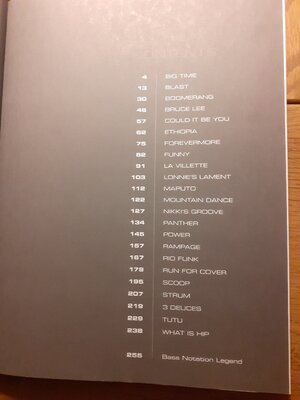 4 BIG TIME
13 BLAST
30 BOOMERANG
46 BRUCE LEE
57 COULD IT BE YOU
62 ETHIOPIA
75 FOREVERMORE
82 FUNNY
91 LA VILLETTE
103 LONNIE'S LAMENT
112 MAPUTO
122 MOUNTAIN DANCE
127 NIKKI'S GROOVE
134 PANTHER
145 POWER
157 RAMPAGE
167 RIO FUNK
179 RUN FOR COVER
195 SCOOP
207 STRUM
219 3 DEUCES
229 TUTU
238 WHAT IS HIP
255 Bass Notation Legend